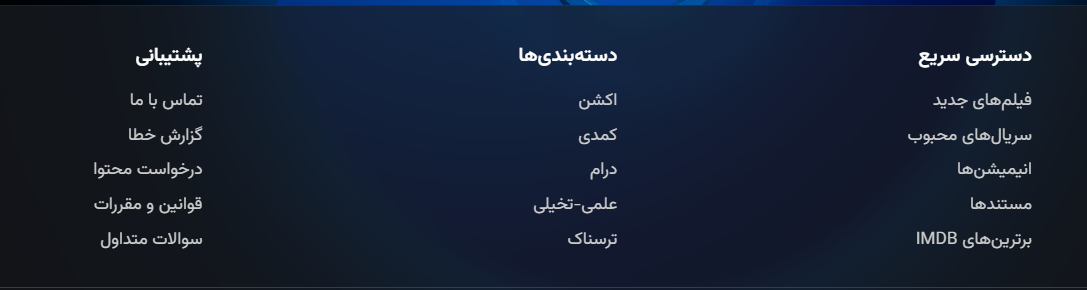 دسترسی سریع
فیلم‌های جدید
سریال‌های محبوب
انیمیشن‌ها
مستندها
برترین‌های IMDB
دسته‌بندی‌ها
اکشن
کمدی
درام
علمی-تخیلی
ترسناک
پشتیبانی
تماس با ما
گزارش خطا
درخواست محتوا
قوانین و مقررات
سوالات متداول